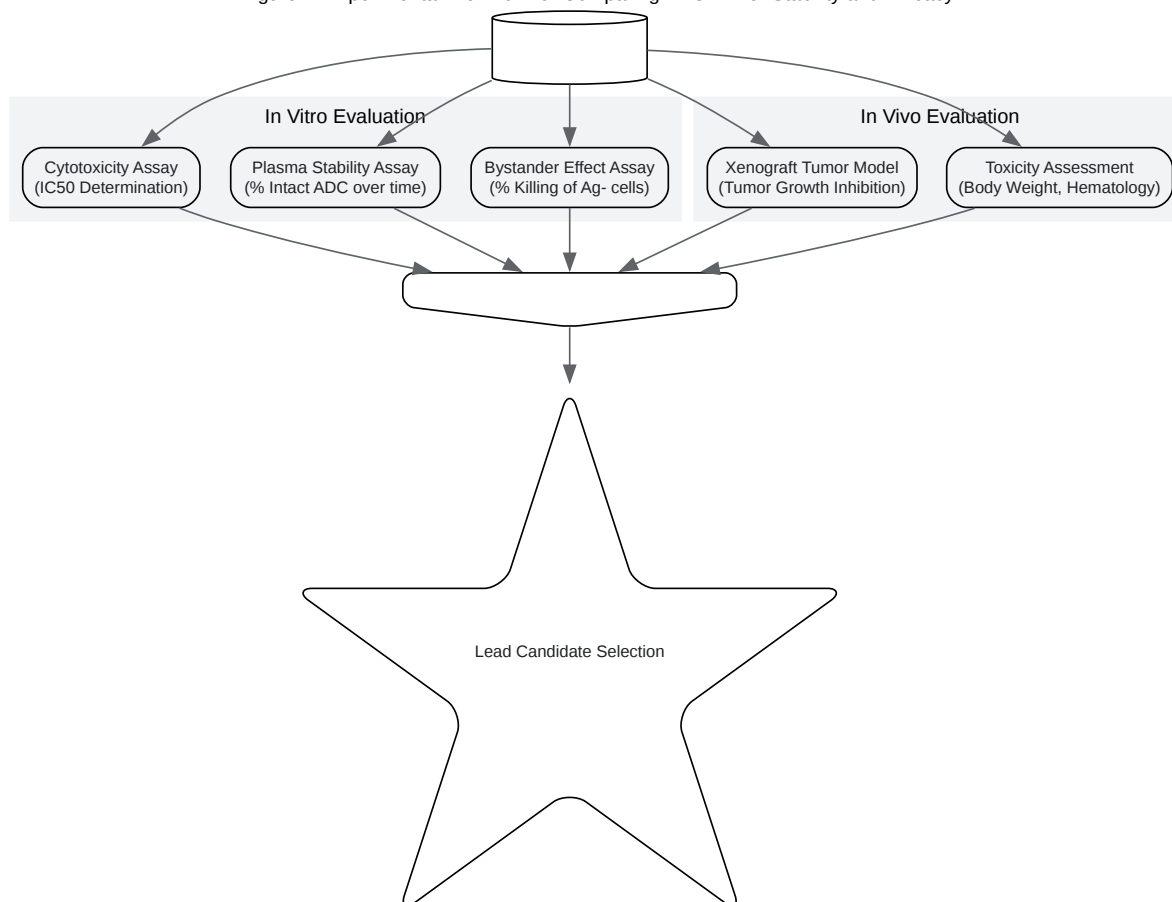 In Vitro Evaluation
In Vivo Evaluation
Cytotoxicity Assay
(IC50 Determination)
Plasma Stability Assay
(% Intact ADC over time)
Bystander Effect Assay
(% Killing of Ag- cells)
Xenograft Tumor Model
(Tumor Growth Inhibition)
Toxicity Assessment
(Body Weight, Hematology)
Lead Candidate Selection